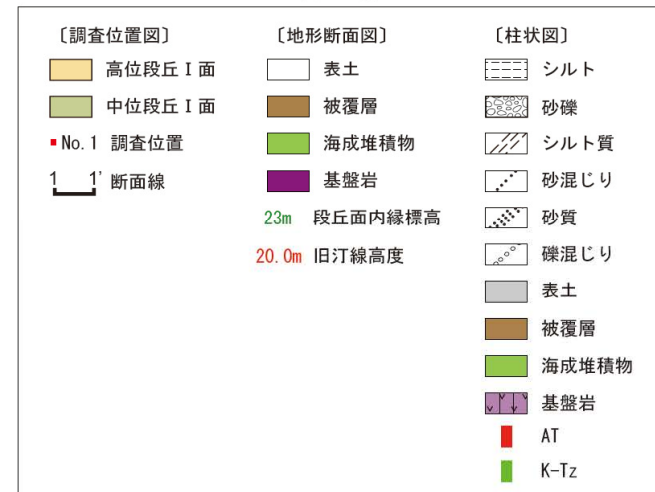 〔調査位置図〕
高位段丘Ⅰ面
中位段丘Ⅰ面
No.1 調査位置
1 1' 断面線
〔地形断面図〕
表土
被覆層
海成堆積物
基盤岩
23m 段丘面内縁標高
20.0m 旧汀線高度
〔柱状図〕
シルト
砂礫
シルト質
砂混じり
砂質
礫混じり
表土
被覆層
海成堆積物
基盤岩
AT
K-Tz